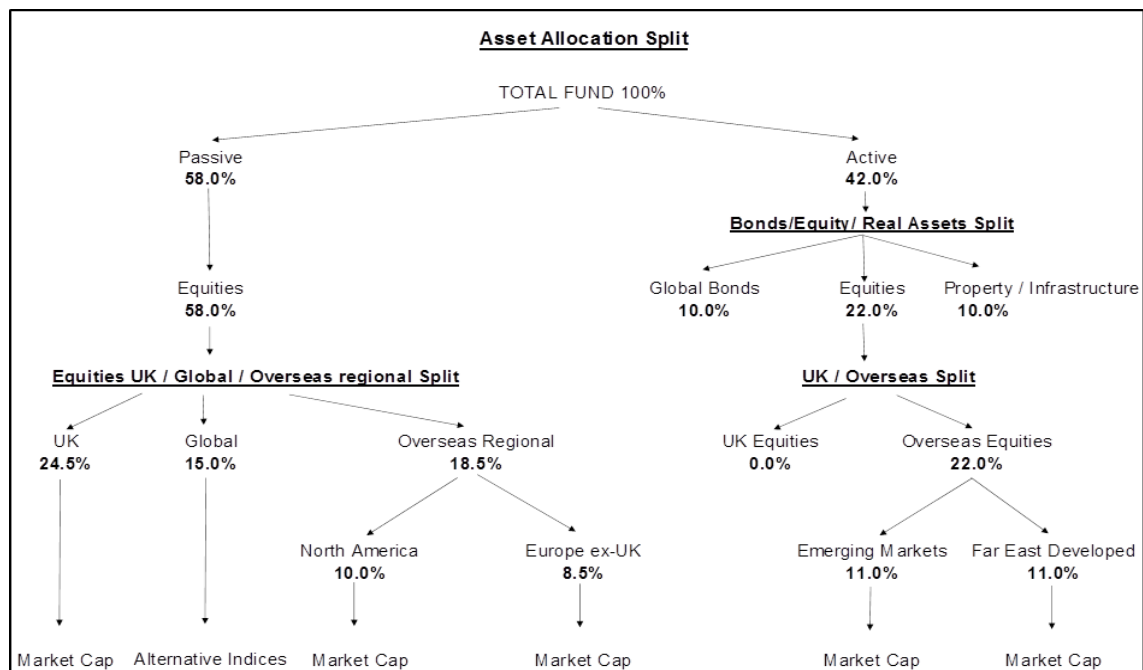 Asset Allocation Split
TOTAL FUND 100%
Passive
58.0%
Active
42.0%
Bonds/Equity/ Real Assets Split
Equities
58.0%
Global Bonds
10.0%
Equities
22.0%
Property / Infrastructure
10.0%
Equities UK / Global / Overseas regional Split
UK / Overseas Split
UK
24.5%
Global
15.0%
Overseas Regional
18.5%
UK Equities
0.0%
Overseas Equities
22.0%
North America
10.0%
Europe ex-UK
8.5%
Emerging Markets
11.0%
Far East Developed
11.0%
Market Cap
Alternative Indices
Market Cap
Market Cap
Market Cap
Market Cap